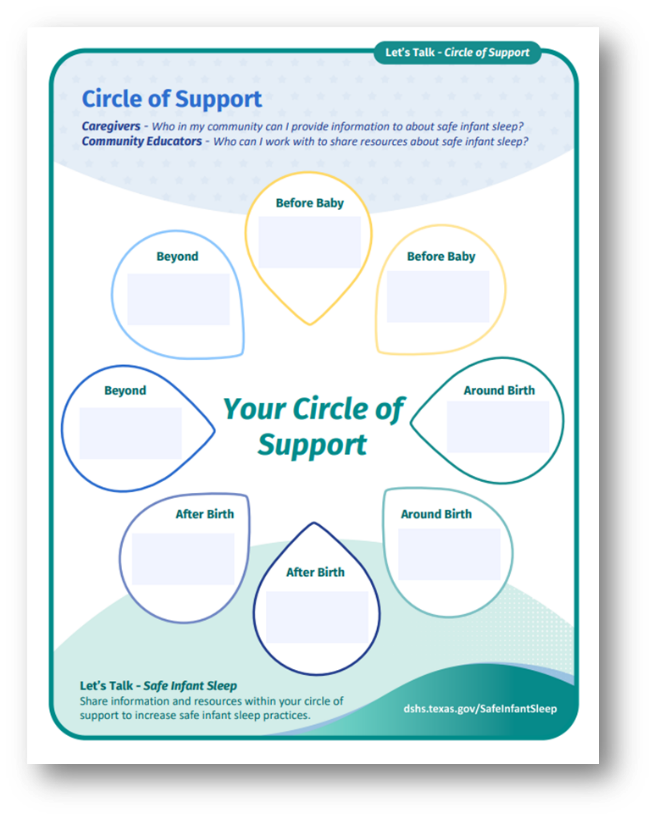 Let's Talk - Circle of Support
Circle of Support
Caregivers - Who in my community can I provide information to about safe infant sleep?
Community Educators - Who can I work with to share resources about safe infant sleep?
Before Baby
Beyond
Before Baby
Beyond
Around Birth
Your Circle of
Support
After Birth
Around Birth
After Birth
Let's Talk - Safe Infant Sleep
Share information and resources within your circle of
support to increase safe infant sleep practices.
dshs.texas.gov/SafeInfantSleep